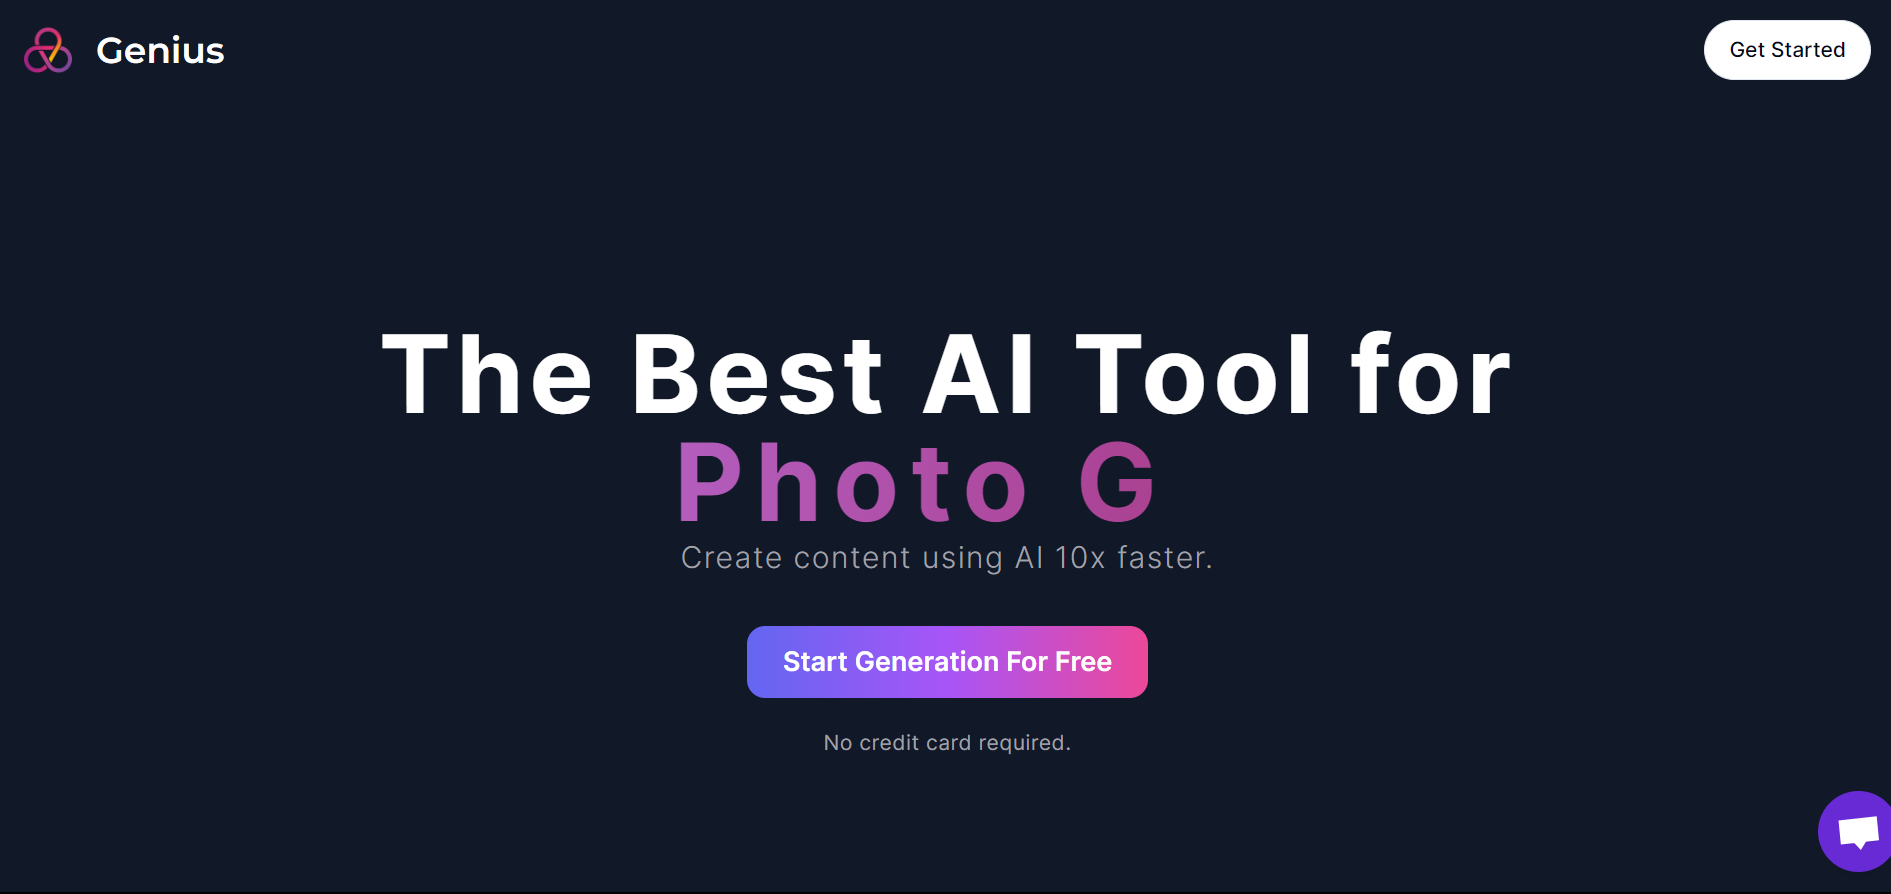 Genius
Get Started
The Best AI Tool for
Photo G
Create content using AI 10x faster.
Start Generation For Free
No credit card required.